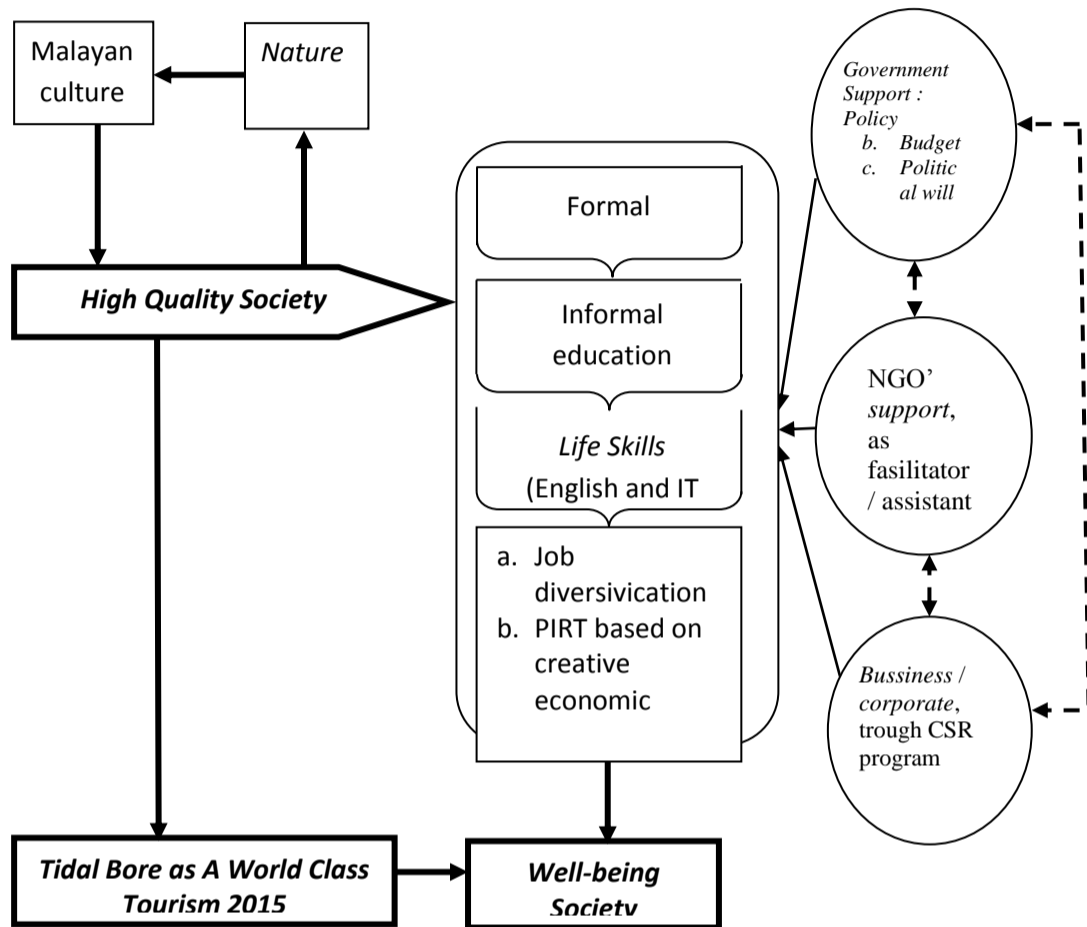 Malayan
culture
Nature
High Quality Society
Formal
Informal
education
Life Skills
(English and IT
a. Job
diversivication
b. PIRT based on
creative
economic
Government
Support :
Policy
b. Budget
c. Politic
al will
NGO’
support,
as
fasilitator
/ assistant
Bussiness /
corporate,
trough CSR
program
Tidal Bore as A World Class
Tourism 2015
Well-being
Society